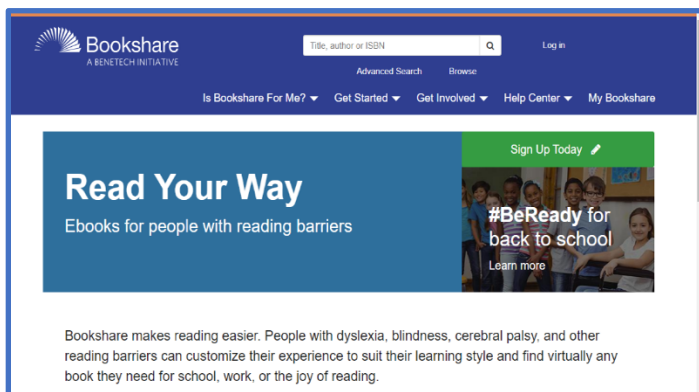 Bookshare
A BENETECH INITIATIVE
Title, author or ISBN
Log in
Advanced Search
Browse
Is Bookshare For Me?
Get Started
Get Involved
Help Center
My Bookshare
Read Your Way
Ebooks for people with reading barriers
Sign Up Today
#BeReady for
back to school
Learn more
Bookshare makes reading easier. People with dyslexia, blindness, cerebral palsy, and other
reading barriers can customize their experience to suit their learning style and find virtually any
book they need for school, work, or the joy of reading.